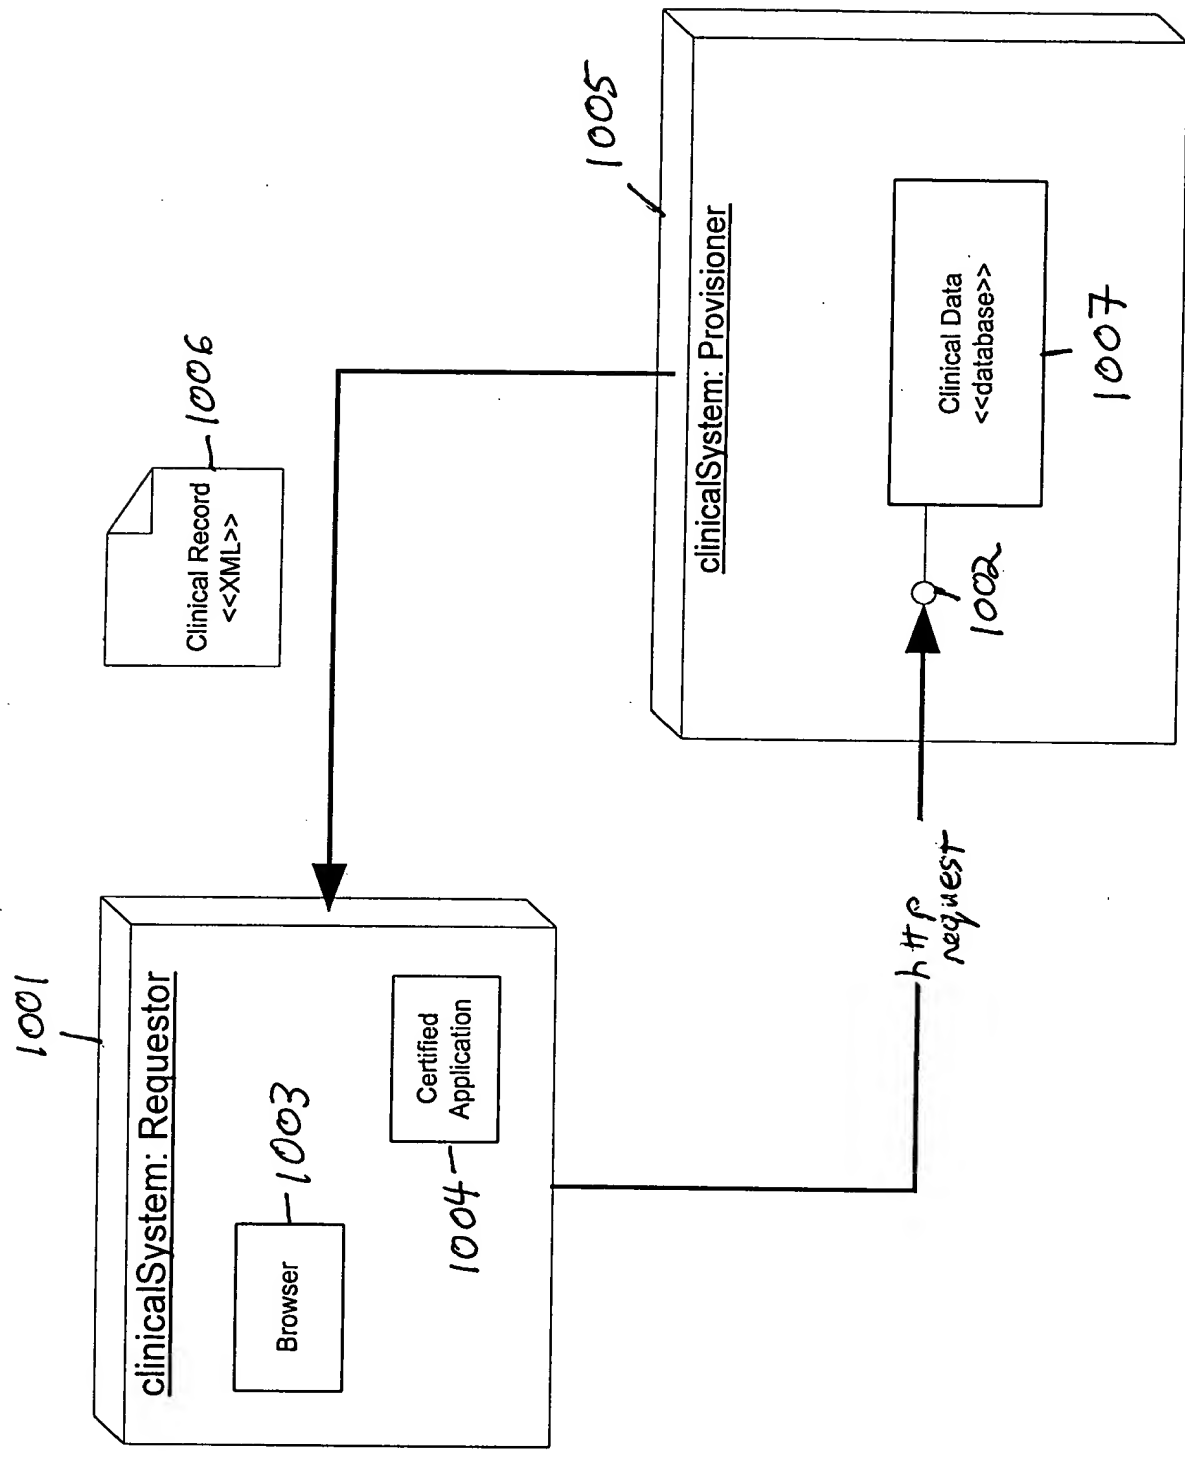 1001
clinicalSystem: Requestor
Browser
1003
Certified
Application
1004
Clinical Record
<<XML>>
1006
http
request
1005
clinicalSystem: Provisioner
1002
Clinical Data
<<database>>
1007